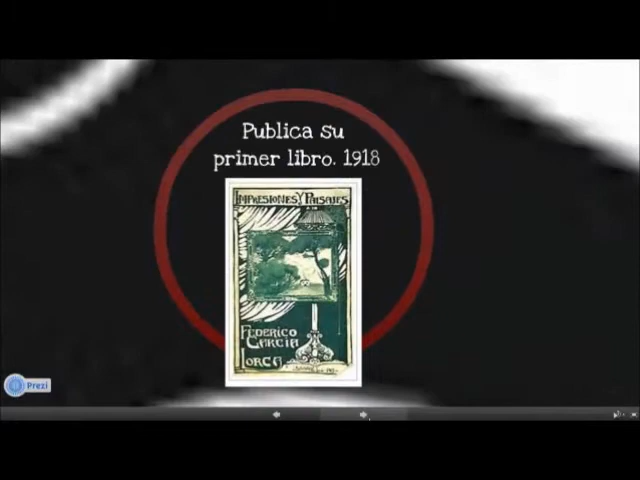 Publica su
primer libro. 1918
IMPRESIONES Y PAISAJES
FEDERICO
GARCIA
LORCA
Prezi